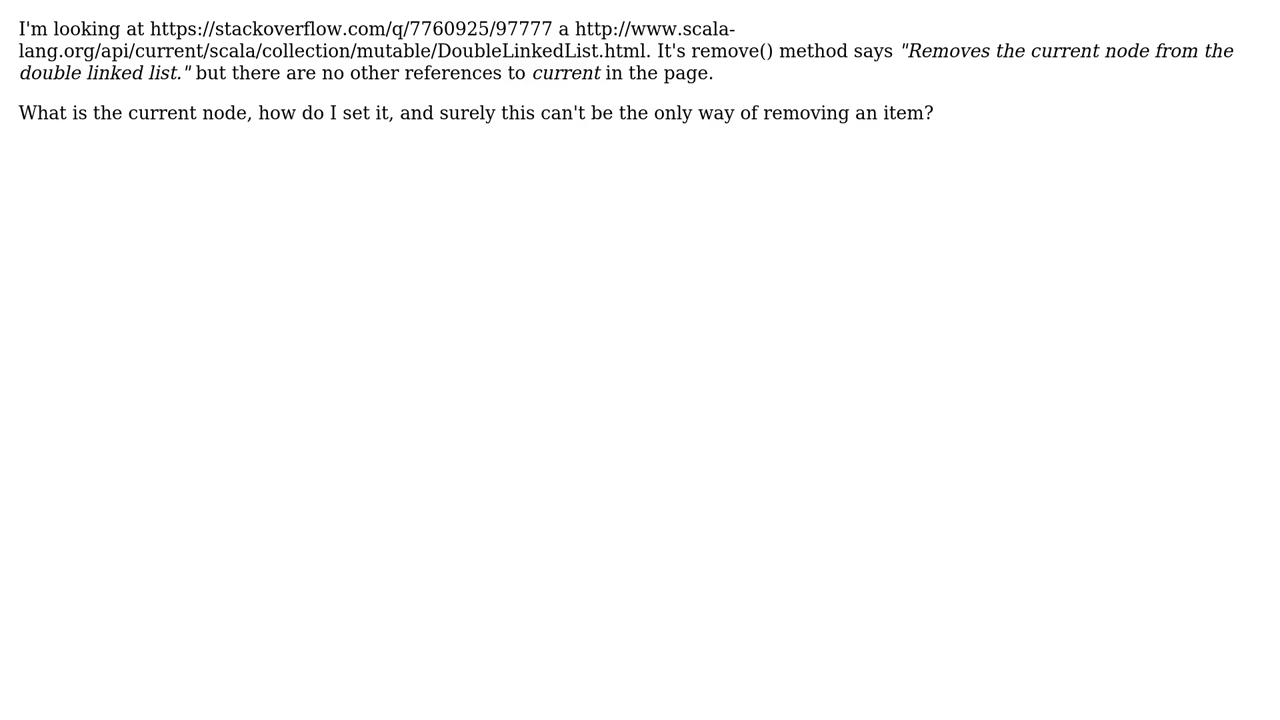 I'm looking at https://stackoverflow.com/q/7760925/97777 a http://www.scala-
lang.org/api/current/scala/collection/mutable/DoubleLinkedList.html. It's remove() method says "Removes the current node from the
double linked list." but there are no other references to current in the page.
What is the current node, how do I set it, and surely this can't be the only way of removing an item?